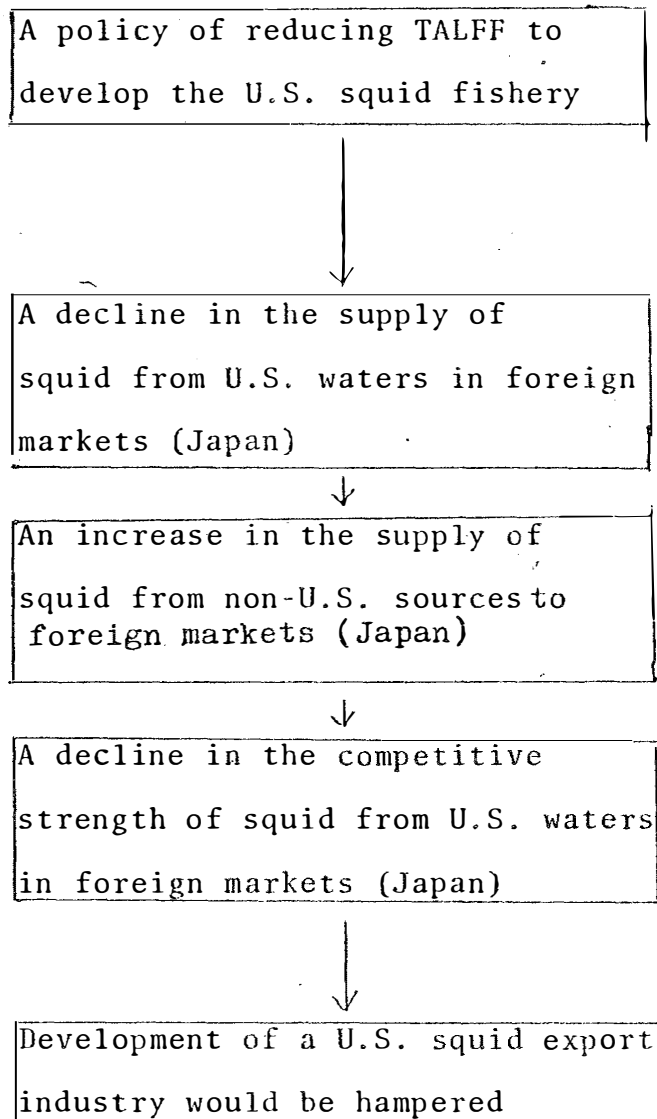 A policy of reducing TALFF to
develop the U.S. squid fishery
A decline in the supply of
squid from U.S. waters in foreign
markets (Japan)
An increase in the supply of
squid from non-U.S. sources to
foreign markets (Japan)
A decline in the competitive
strength of squid from U.S. waters
in foreign markets (Japan)
Development of a U.S. squid export
industry would be hampered